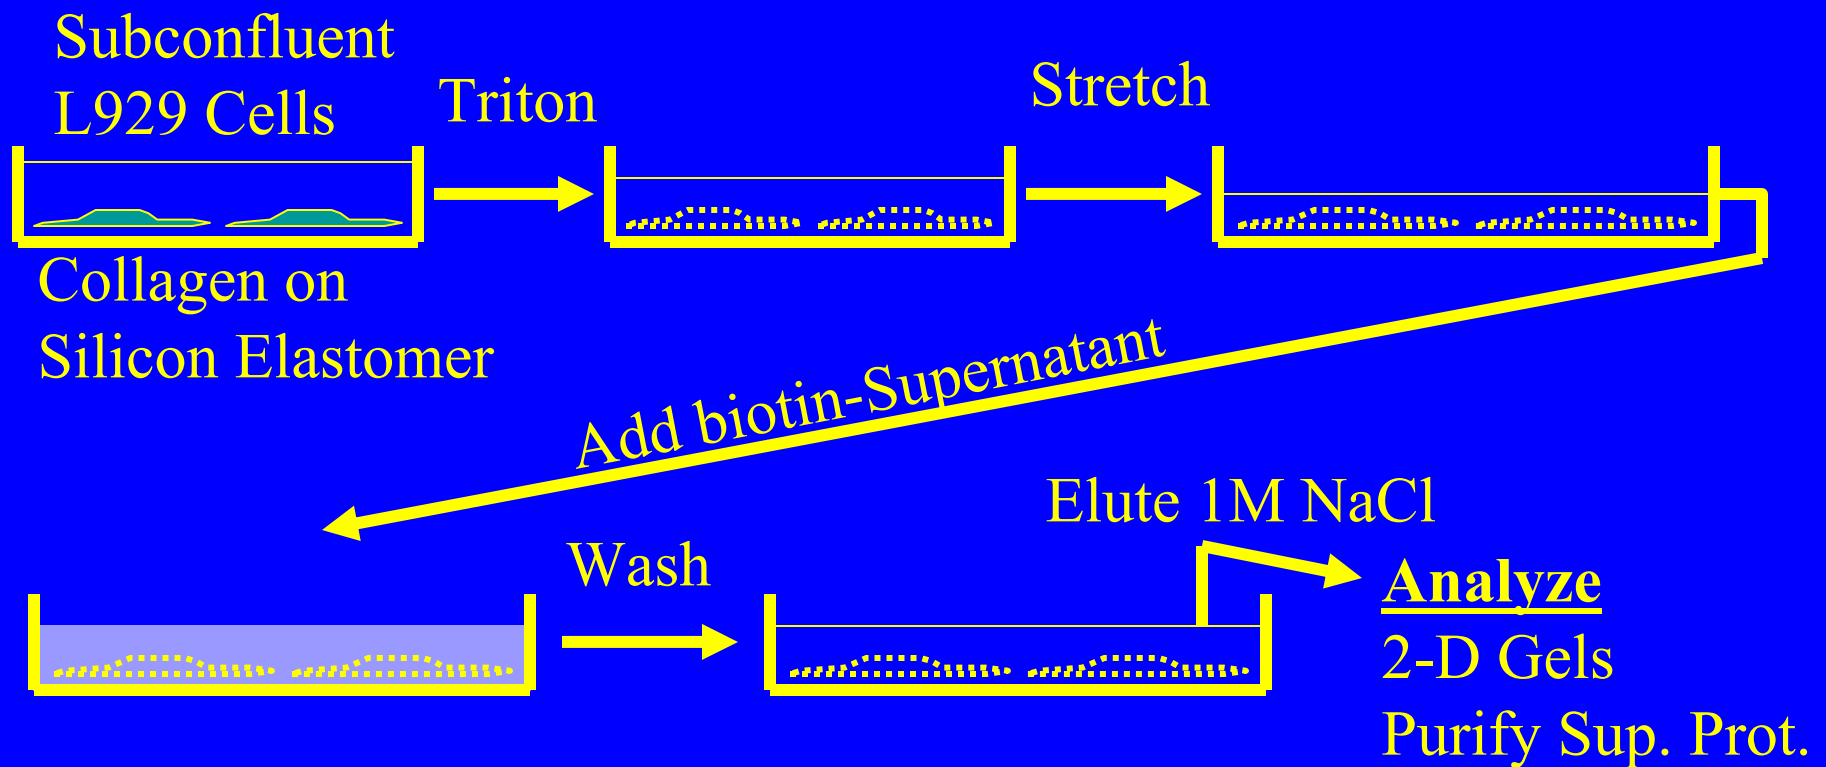 Subconfluent
L929 Cells
Triton
Stretch
Collagen on
Silicon Elastomer
Add biotin-Supernatant
Wash
Elute 1M NaCl
Analyze
2-D Gels
Purify Sup. Prot.